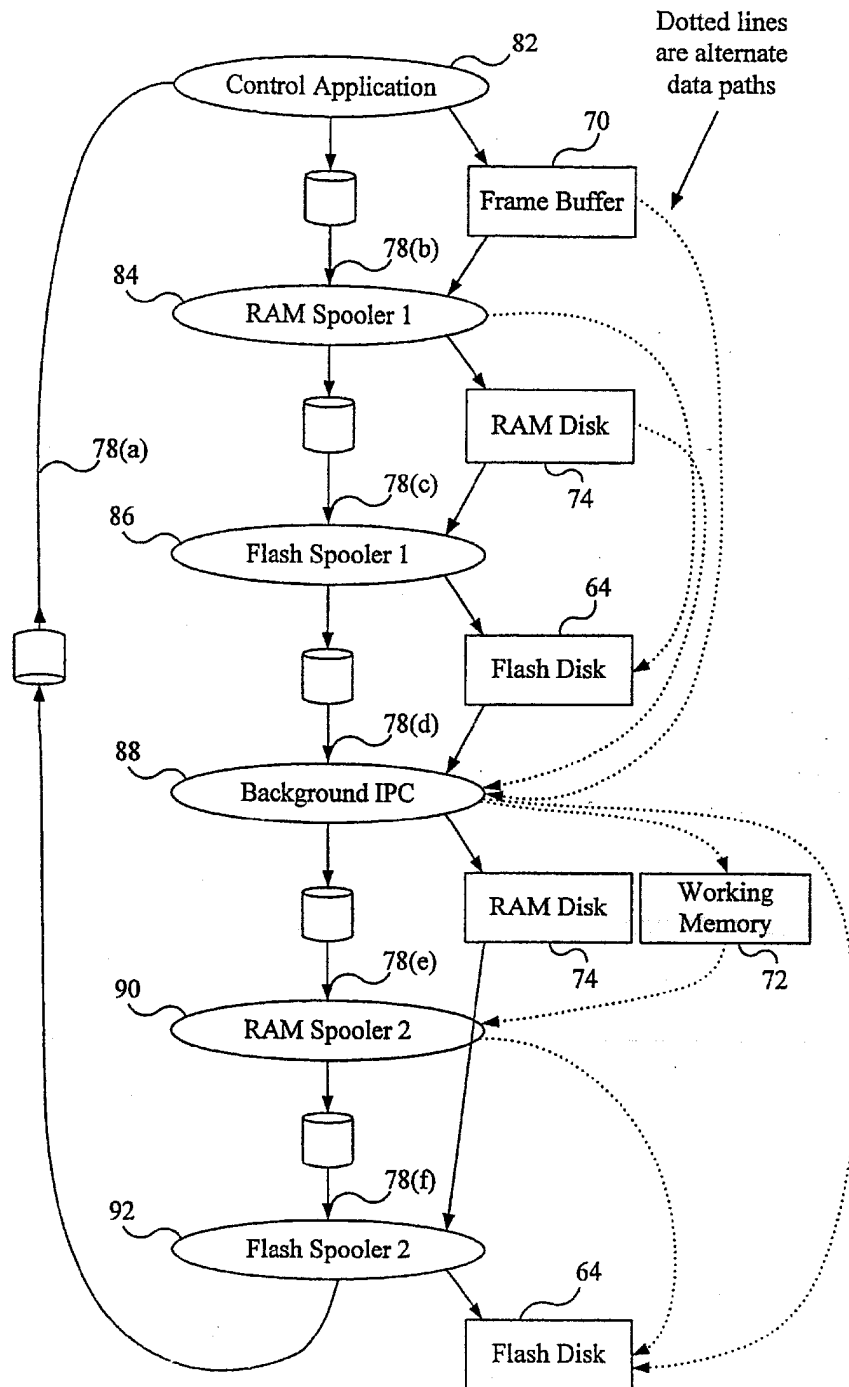 Dotted lines
are alternate
data paths
82
Control Application
70
Frame Buffer
78(b)
84
RAM Spooler 1
RAM Disk
74
78(a)
78(c)
86
Flash Spooler 1
64
Flash Disk
78(d)
88
Background IPC
RAM Disk
74
Working
Memory
72
78(e)
90
RAM Spooler 2
78(f)
92
Flash Spooler 2
64
Flash Disk